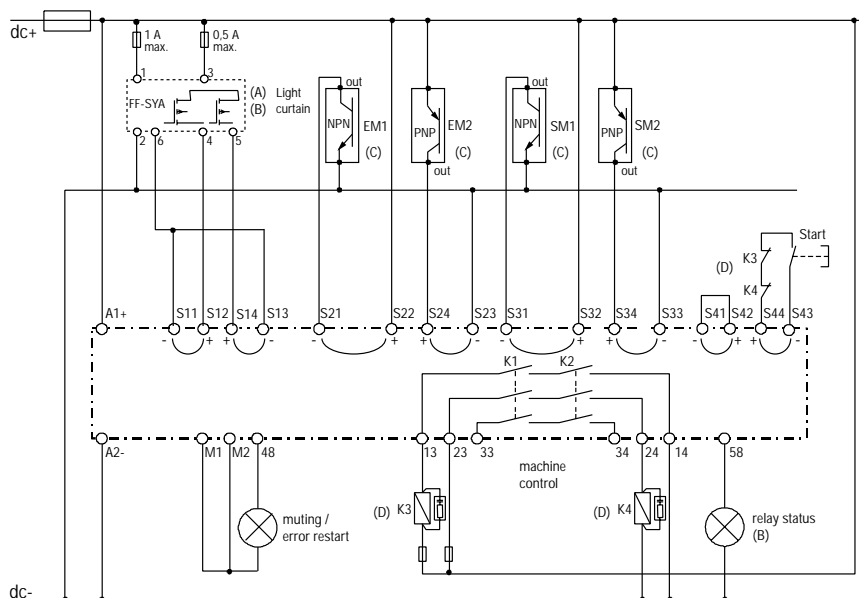 dc+
1 A
max.
0,5 A
max.
1
3
FF-SYA
(A) Light
(B) curtain
2
6
4
5
out
NPN
EM1
(C)
PNP
EM2
(C)
out
out
NPN
SM1
(C)
PNP
SM2
(C)
out
Start
K3
(D)
K4
A1+
S11
S12
S14
S13
S21
S22
S24
S23
S31
S32
S34
S33
S41
S42
S44
S43
- + + - - + + - - + + - - + + -
K1
K2
A2-
M1
M2
48
13
23
33
34
24
14
58
machine
control
muting /
error restart
(D) K3
(D) K4
relay status
(B)
dc-